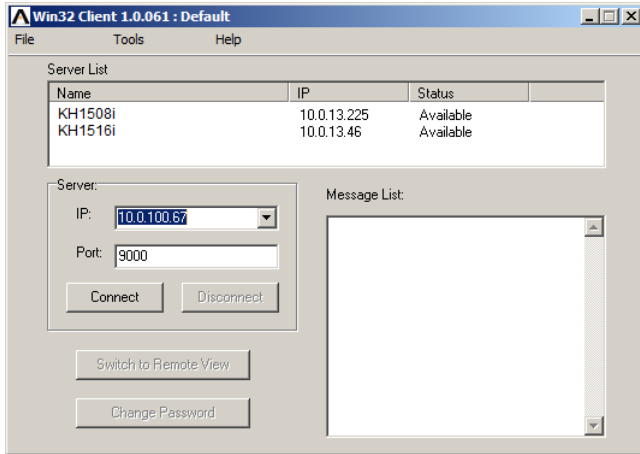 Win32 Client 1.0.061 : Default
File Tools Help
Server List
Name IP Status
KH1508i 10.0.13.225 Available
KH1516i 10.0.13.46 Available
Server:
IP: 10.0.100.67
Port: 9000
Connect Disconnect
Switch to Remote View
Change Password
Message List: